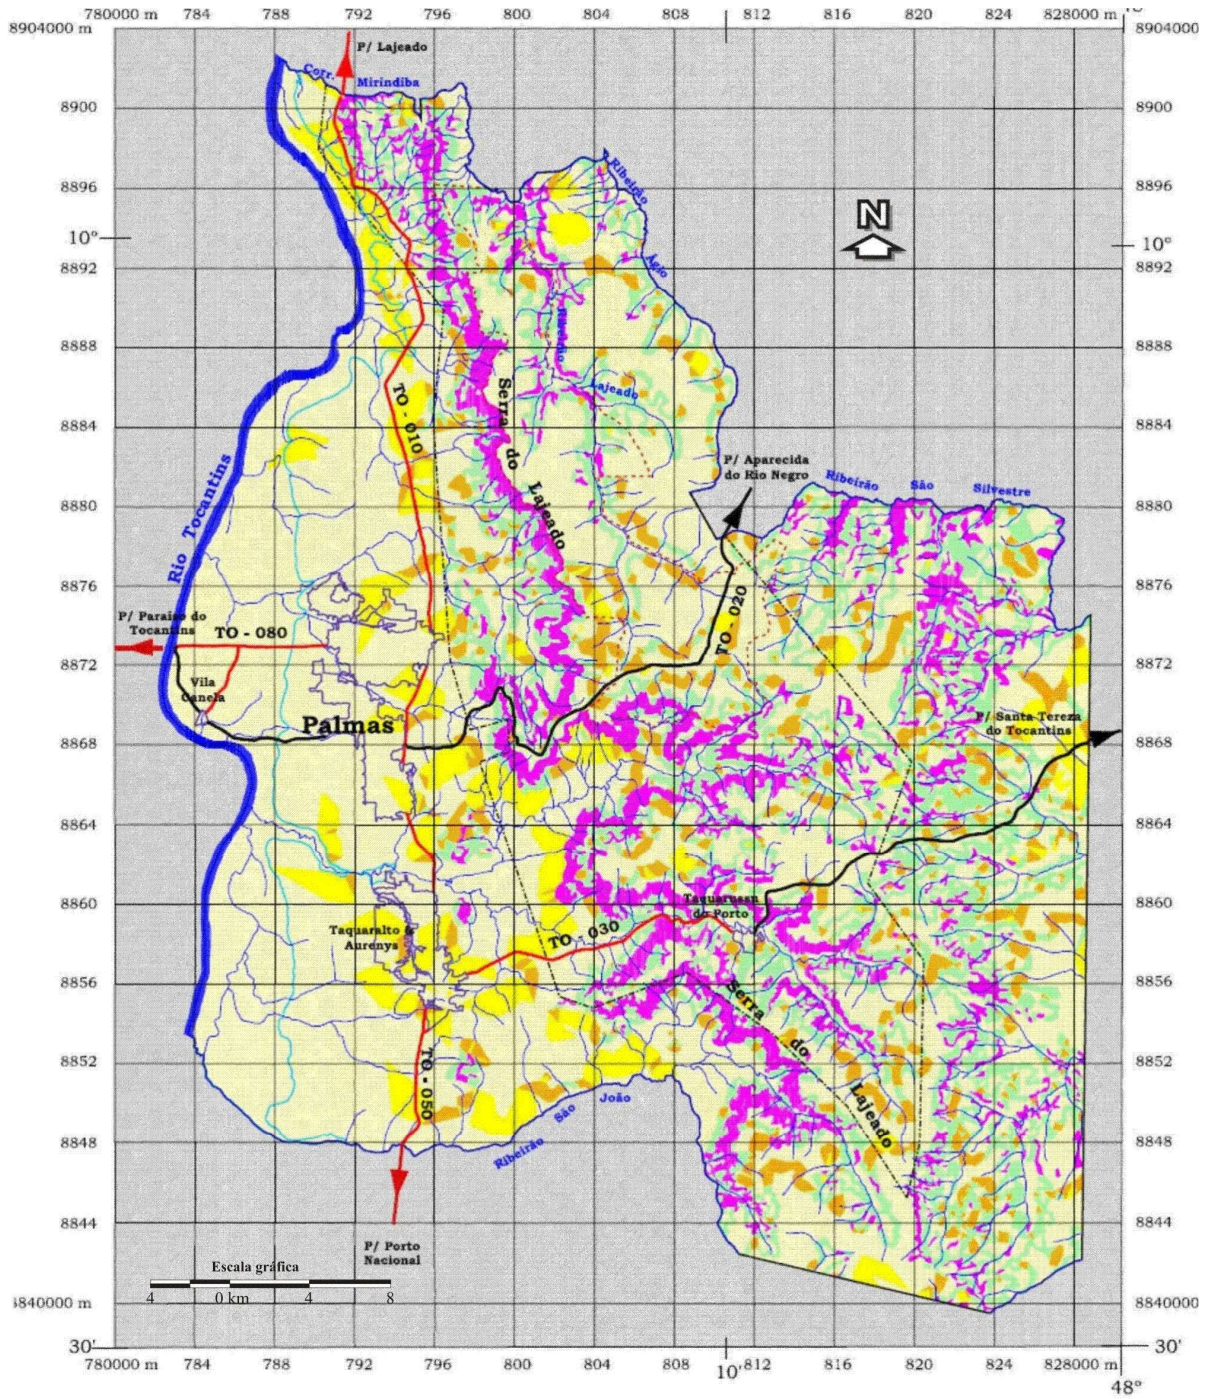 780000 m 784 788 792 796 800 804 808 812 816 820 824 828000 m
8904000 m
8904000
P/ Lajeado
Corr. Mirindiba
8900
8900
Ribeirão
8896
8896
N
10°
10°
Ágio
8892
8892
Ribeirão
8888
8888
Lajeado
Serra do Lajeado
TO - 010
8884
8884
P/ Aparecida
do Rio Negro
Rio Tocantins
Ribeirão São Silvestre
8880
8880
8876
8876
TO - 020
P/ Paraiso do
Tocantins
TO - 080
8872
8872
Vila
Canela
Palmas
P/ Santa Tereza
do Tocantins
8868
8868
8864
8864
8860
8860
Taquarussu
do Porto
Taquaralto &
Aurenys
TO - 030
8856
8856
Serra do Lajeado
8852
8852
TO - 050
Ribeirão São João
8848
8848
8844
8844
P/ Porto
Nacional
Escala gráfica
4 0 km 4 8
840000 m
8840000
30'
30'
780000 m 784 788 792 796 800 804 808 10' 812 816 820 824 828000 m
48°